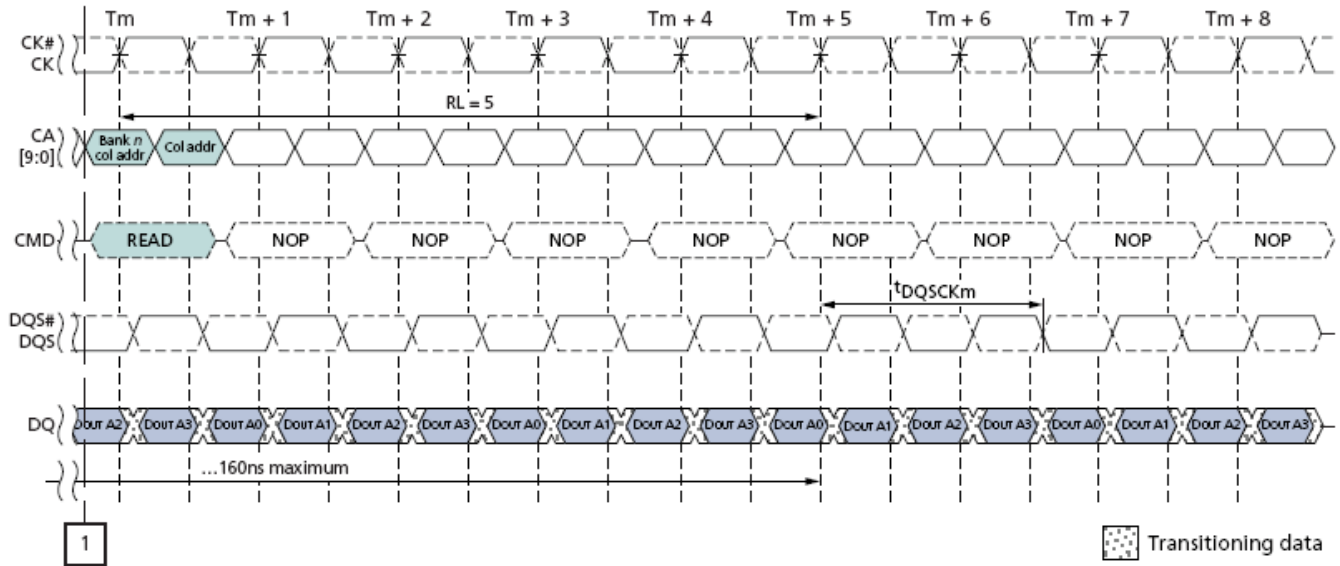 Tm Tm + 1 Tm + 2 Tm + 3 Tm + 4 Tm + 5 Tm + 6 Tm + 7 Tm + 8
CK#
CK
RL = 5
CA
[9:0]
Bank n
col addr
Col addr
CMD READ NOP NOP NOP NOP NOP NOP NOP NOP
tDQSCKm
DQS#
DQS
DQ DOUT A2 DOUT A3 DOUT A0 DOUT A1 DOUT A2 DOUT A3 DOUT A0 DOUT A1 DOUT A2 DOUT A3 DOUT A0 DOUT A1 DOUT A2 DOUT A3 DOUT A0 DOUT A1 DOUT A2 DOUT A3
...160ns maximum
1
Transitioning data